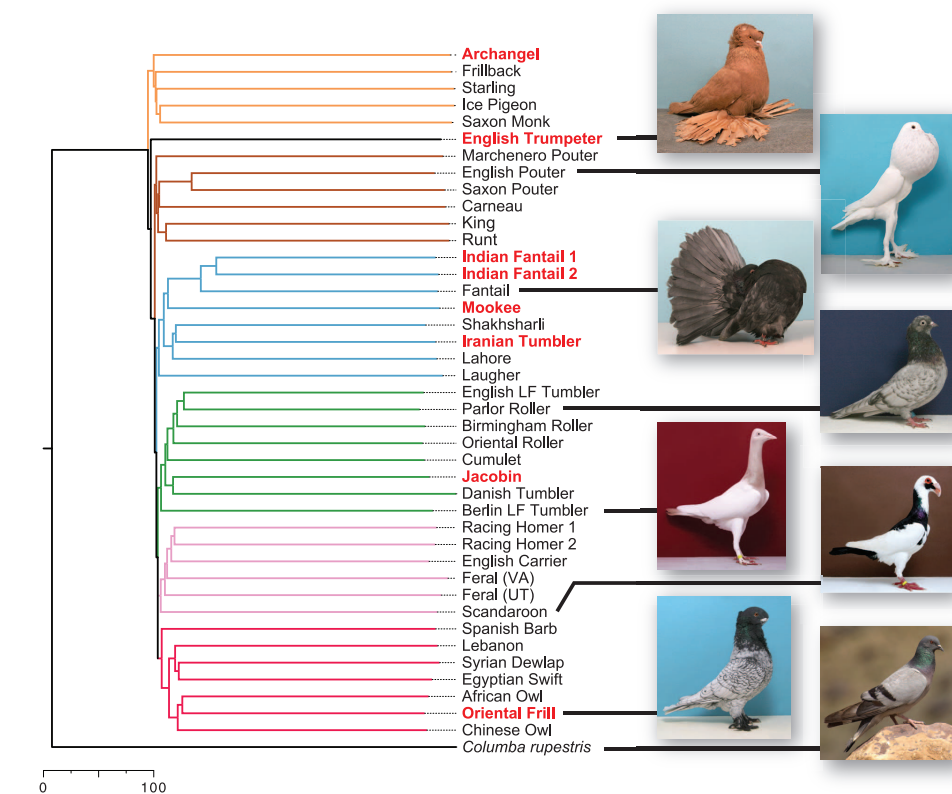 Archangel
Frillback
Starling
Ice Pigeon
Saxon Monk
English Trumpeter
Marchenero Pouter
English Pouter
Saxon Pouter
Carneau
King
Runt
Indian Fantail 1
Indian Fantail 2
Fantail
Mookee
Shakhsharli
Iranian Tumbler
Lahore
Laugher
English LF Tumbler
Parlor Roller
Birmingham Roller
Oriental Roller
Cumulet
Jacobin
Danish Tumbler
Berlin LF Tumbler
Racing Homer 1
Racing Homer 2
English Carrier
Feral (VA)
Feral (UT)
Scandaroon
Spanish Barb
Lebanon
Syrian Dewlap
Egyptian Swift
African Owl
Oriental Frill
Chinese Owl
Columba rupestris
0 100